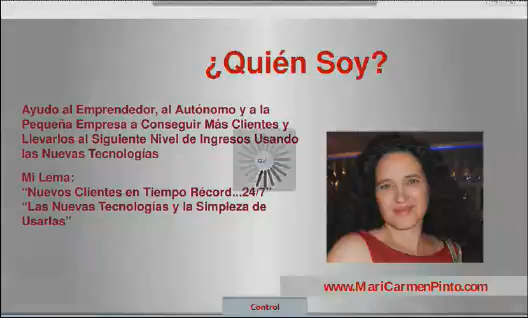 ¿Quién Soy?
Ayudo al Emprendedor, al Autónomo y a la
Pequeña Empresa a Conseguir Más Clientes y
Llevarlos al Siguiente Nivel de Ingresos Usando
las Nuevas Tecnologías
Mi Lema:
“Nuevos Clientes en Tiempo Récord...24/7”
“Las Nuevas Tecnologías y la Simpleza de
Usarlas”
www.MariCarmenPinto.com
Control